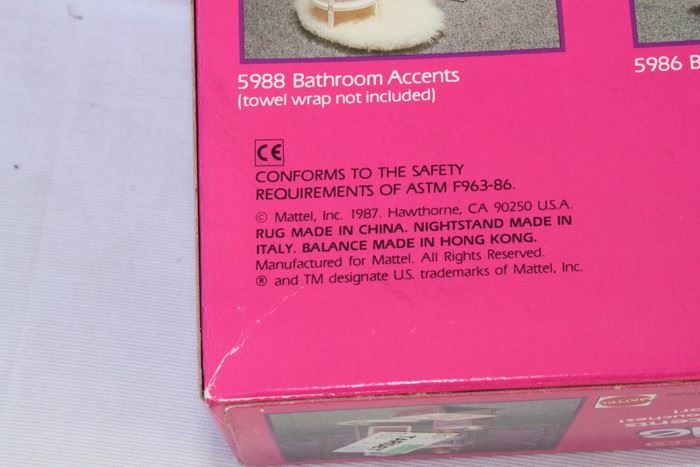 5988 Bathroom Accents
(towel wrap not included)
5986 B
CE
CONFORMS TO THE SAFETY
REQUIREMENTS OF ASTM F963-86.
© Mattel, Inc. 1987. Hawthorne, CA 90250 U.S.A.
RUG MADE IN CHINA. NIGHTSTAND MADE IN
ITALY. BALANCE MADE IN HONG KONG.
Manufactured for Mattel. All Rights Reserved.
® and TM designate U.S. trademarks of Mattel, Inc.
MATTEL
TARGET